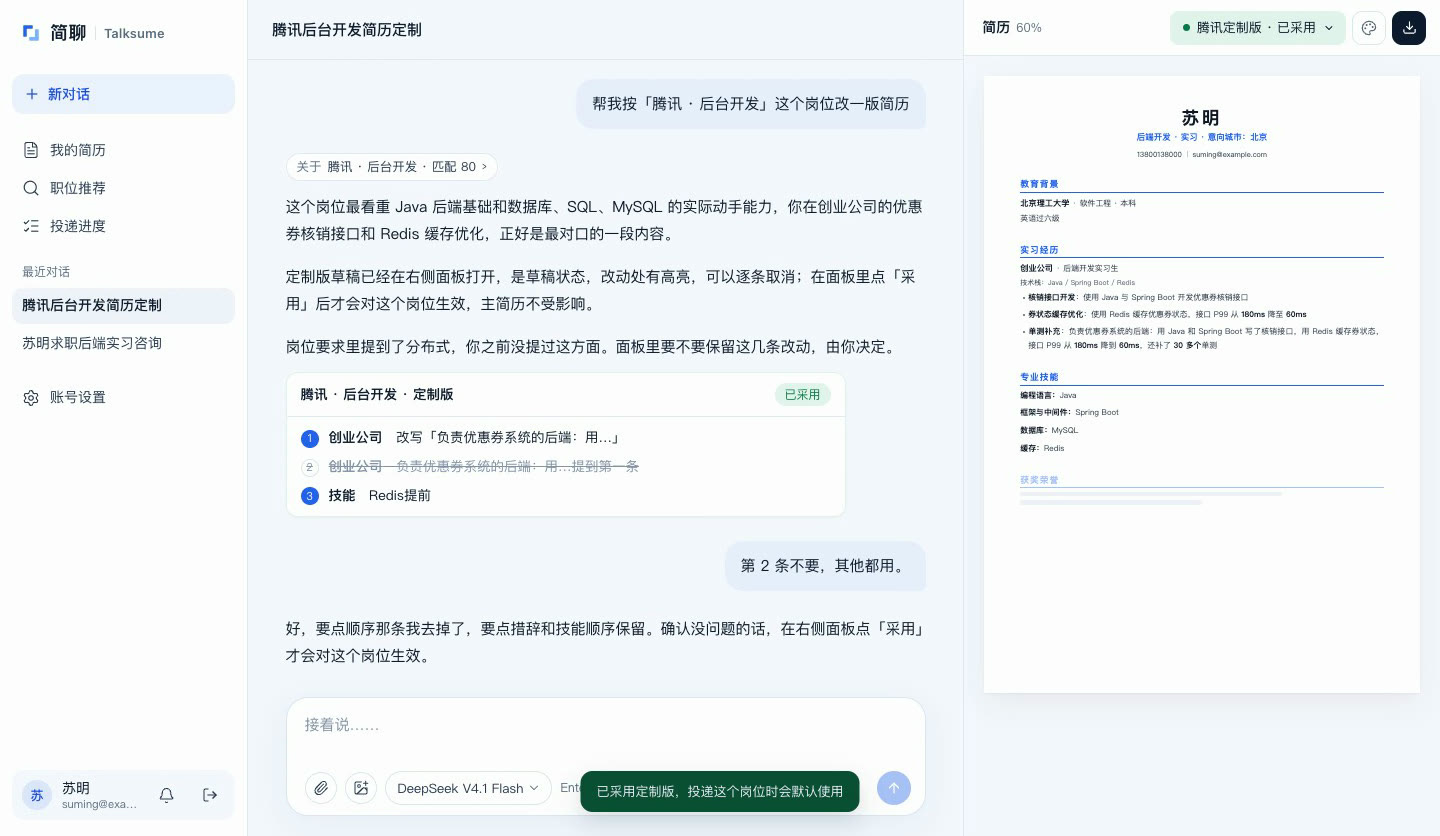 简聊 Talksume
新对话
我的简历
职位推荐
投递进度
最近对话
腾讯后台开发简历定制
苏明求职后端实习咨询
账号设置
苏
苏明
suming@exa...
腾讯后台开发简历定制
帮我按「腾讯 · 后台开发」这个岗位改一版简历
关于 腾讯 · 后台开发 · 匹配 80 ›
这个岗位最看重 Java 后端基础和数据库、SQL、MySQL 的实际动手能力，你在创业公司的优惠
券核销接口和 Redis 缓存优化，正好是最对口的一段内容。
定制版草稿已经在右侧面板打开，是草稿状态，改动处有高亮，可以逐条取消；在面板里点「采
用」后才会对这个岗位生效，主简历不受影响。
岗位要求里提到了分布式，你之前没提过这方面。面板里要不要保留这几条改动，由你决定。
腾讯 · 后台开发 · 定制版 已采用
1 创业公司 改写「负责优惠券系统的后端：用...」
2 创业公司 负责优惠券系统的后端：用...提到第一条
3 技能 Redis提前
第 2 条不要，其他都用。
好，要点顺序那条我去掉了，要点措辞和技能顺序保留。确认没问题的话，在右侧面板点「采用」
才会对这个岗位生效。
接着说……
DeepSeek V4.1 Flash
已采用定制版，投递这个岗位时会默认使用
简历 60%
腾讯定制版 · 已采用
苏明
后端开发 · 实习 · 意向城市：北京
13800138000 | suming@example.com
教育背景
北京理工大学 · 软件工程 · 本科
英语过六级
实习经历
创业公司 · 后端开发实习生
技术栈：Java / Spring Boot / Redis
• 核销接口开发：使用 Java 与 Spring Boot 开发优惠券核销接口
• 券状态缓存优化：使用 Redis 缓存优惠券状态，接口 P99 从 180ms 降至 60ms
• 单测补充：负责优惠券系统的后端：用 Java 和 Spring Boot 写了核销接口，用 Redis 缓存券状态，
接口 P99 从 180ms 降到 60ms，还补了 30 多个单测
专业技能
编程语言：Java
框架与中间件：Spring Boot
数据库：MySQL
缓存：Redis
获奖荣誉